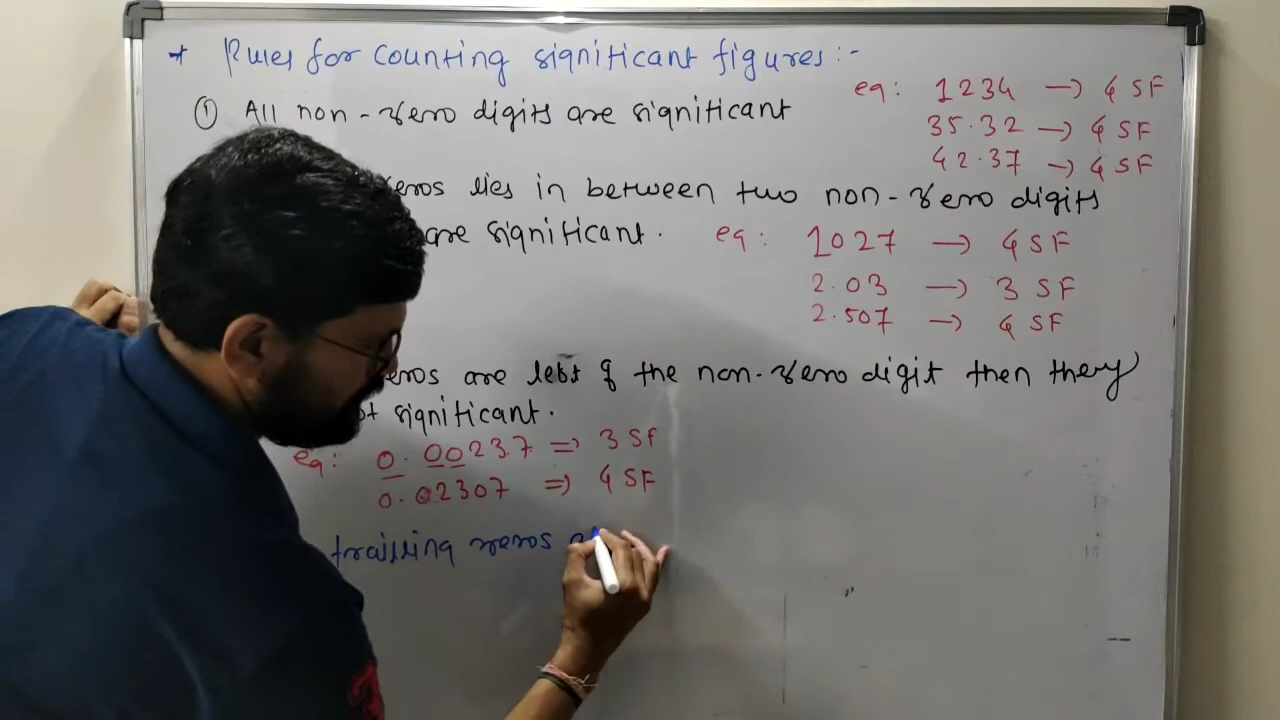 → Rules for counting significant figures :-
① All non-zero digits are significant
eg: 1234 → 4 SF
35.32 → 4 SF
42.37 → 4 SF
zeros lies in between two non-zero digits
are significant. eg: 1027 → 4 SF
2.03 → 3 SF
2.507 → 4 SF
eros are lebt of the non-zero digit then they
significant.
eg: 0.00237 ⇒ 3 SF
0.02307 ⇒ 4 SF
trailing zeros